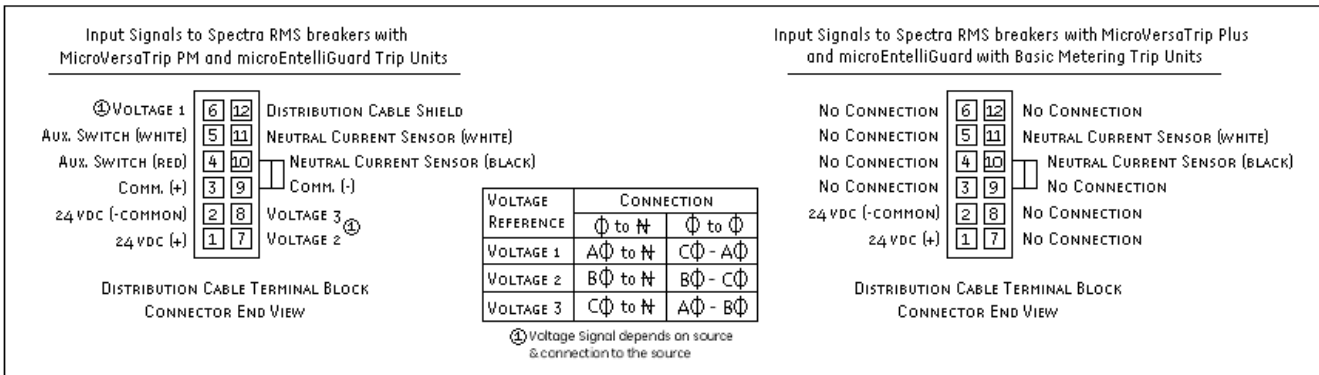 Input Signals to Spectra RMS breakers with
MicroVersaTrip PM and microEntelliGuard Trip Units
① VOLTAGE 1 6 12 DISTRIBUTION CABLE SHIELD
AUX. SWITCH (WHITE) 5 11 NEUTRAL CURRENT SENSOR (WHITE)
AUX. SWITCH (RED) 4 10 NEUTRAL CURRENT SENSOR (BLACK)
COMM. (+) 3 9 COMM. (-)
24 VDC (-COMMON) 2 8 VOLTAGE 3 ①
24 VDC (+) 1 7 VOLTAGE 2
DISTRIBUTION CABLE TERMINAL BLOCK
CONNECTOR END VIEW
VOLTAGE REFERENCE CONNECTION
Φ to N Φ to Φ
VOLTAGE 1 AΦ to N CΦ - AΦ
VOLTAGE 2 BΦ to N BΦ - CΦ
VOLTAGE 3 CΦ to N AΦ - BΦ
① Voltage Signal depends on source
& connection to the source
Input Signals to Spectra RMS breakers with MicroVersaTrip Plus
and microEntelliGuard with Basic Metering Trip Units
NO CONNECTION 6 12 NO CONNECTION
NO CONNECTION 5 11 NEUTRAL CURRENT SENSOR (WHITE)
NO CONNECTION 4 10 NEUTRAL CURRENT SENSOR (BLACK)
NO CONNECTION 3 9 NO CONNECTION
24 VDC (-COMMON) 2 8 NO CONNECTION
24 VDC (+) 1 7 NO CONNECTION
DISTRIBUTION CABLE TERMINAL BLOCK
CONNECTOR END VIEW